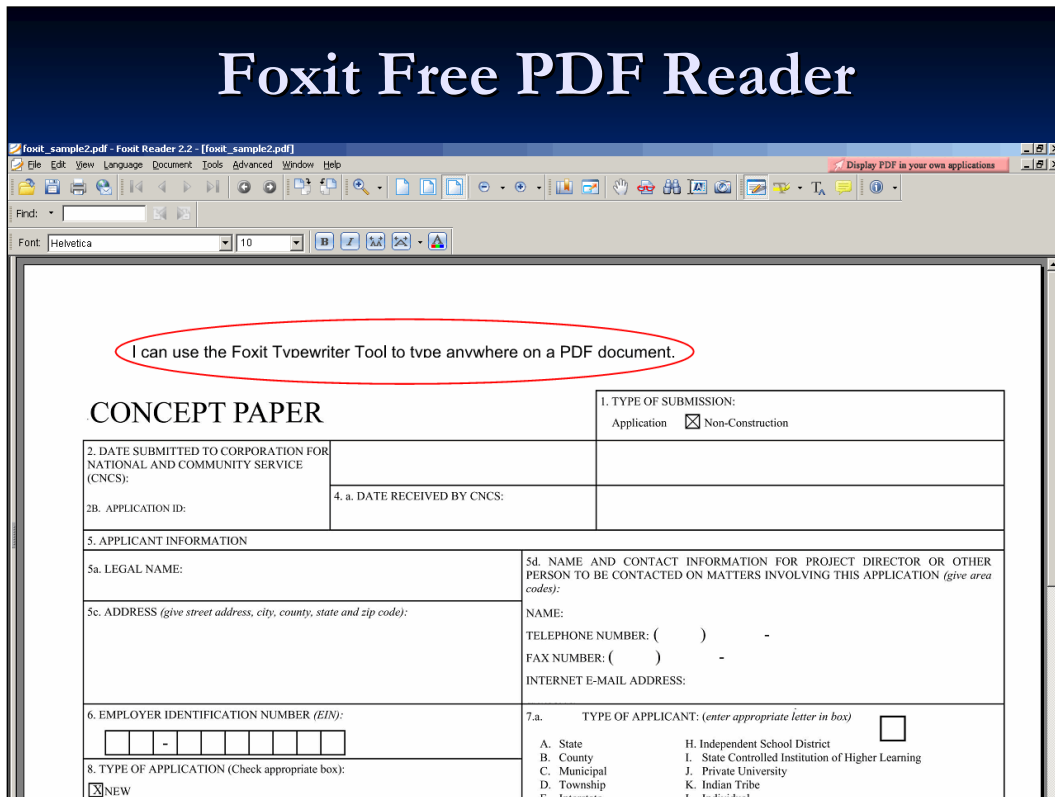 Foxit Free PDF Reader
foxit_sample2.pdf - Foxit Reader 2.2 - [foxit_sample2.pdf]
File Edit View Language Document Tools Advanced Window Help
Display PDF in your own applications
Find:
Font Helvetica 10 B I
I can use the Foxit Typewriter Tool to type anywhere on a PDF document.
CONCEPT PAPER
1. TYPE OF SUBMISSION:
Application Non-Construction
2. DATE SUBMITTED TO CORPORATION FOR
NATIONAL AND COMMUNITY SERVICE
(CNCS):
4. a. DATE RECEIVED BY CNCS:
2B. APPLICATION ID:
5. APPLICANT INFORMATION
5a. LEGAL NAME:
5d. NAME AND CONTACT INFORMATION FOR PROJECT DIRECTOR OR OTHER
PERSON TO BE CONTACTED ON MATTERS INVOLVING THIS APPLICATION (give area
codes):
5c. ADDRESS (give street address, city, county, state and zip code):
NAME:
TELEPHONE NUMBER: ( ) -
FAX NUMBER: ( ) -
INTERNET E-MAIL ADDRESS:
6. EMPLOYER IDENTIFICATION NUMBER (EIN):
-
7.a. TYPE OF APPLICANT: (enter appropriate letter in box)
A. State H. Independent School District
B. County I. State Controlled Institution of Higher Learning
C. Municipal J. Private University
D. Township K. Indian Tribe
8. TYPE OF APPLICATION (Check appropriate box):
X NEW